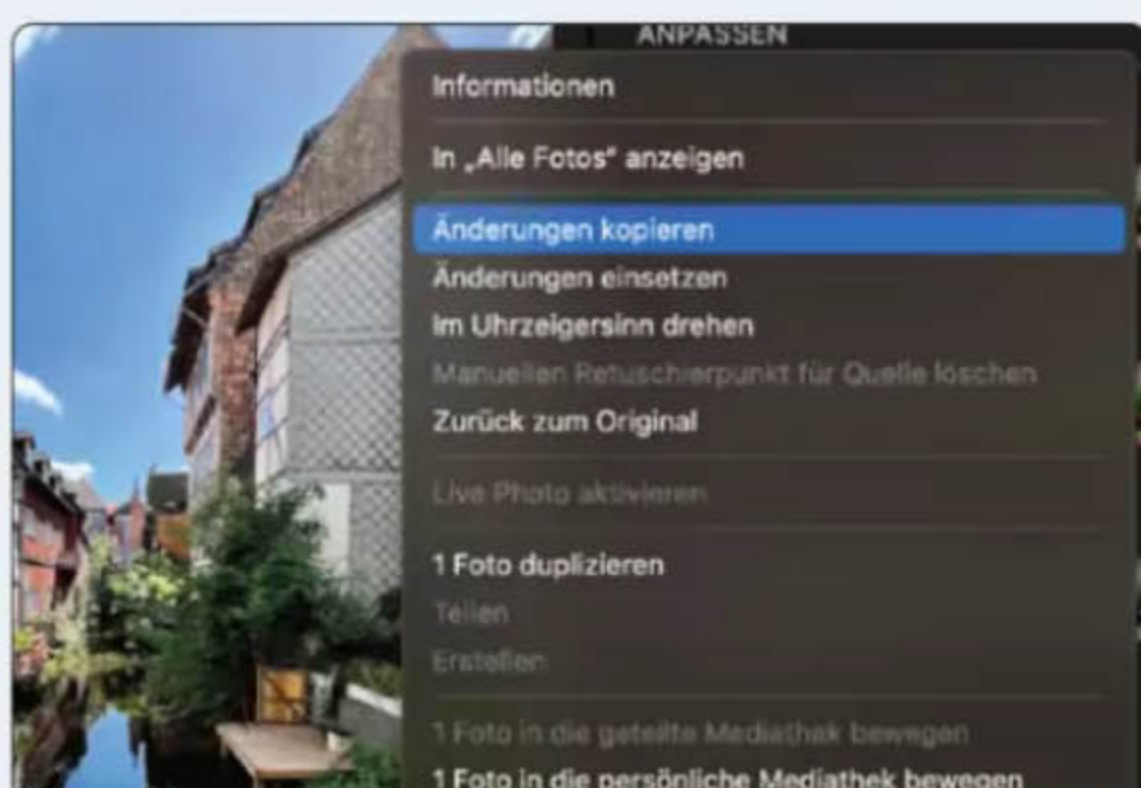 ANPASSEN
Informationen
In „Alle Fotos“ anzeigen
Änderungen kopieren
Änderungen einsetzen
Im Uhrzeigersinn drehen
Manuellen Retuschierpunkt für Quelle löschen
Zurück zum Original
Live Photo aktivieren
1 Foto duplizieren
Teilen
Erstellen
1 Foto in die geteilte Mediathek bewegen
1 Foto in die persönliche Mediathek bewegen